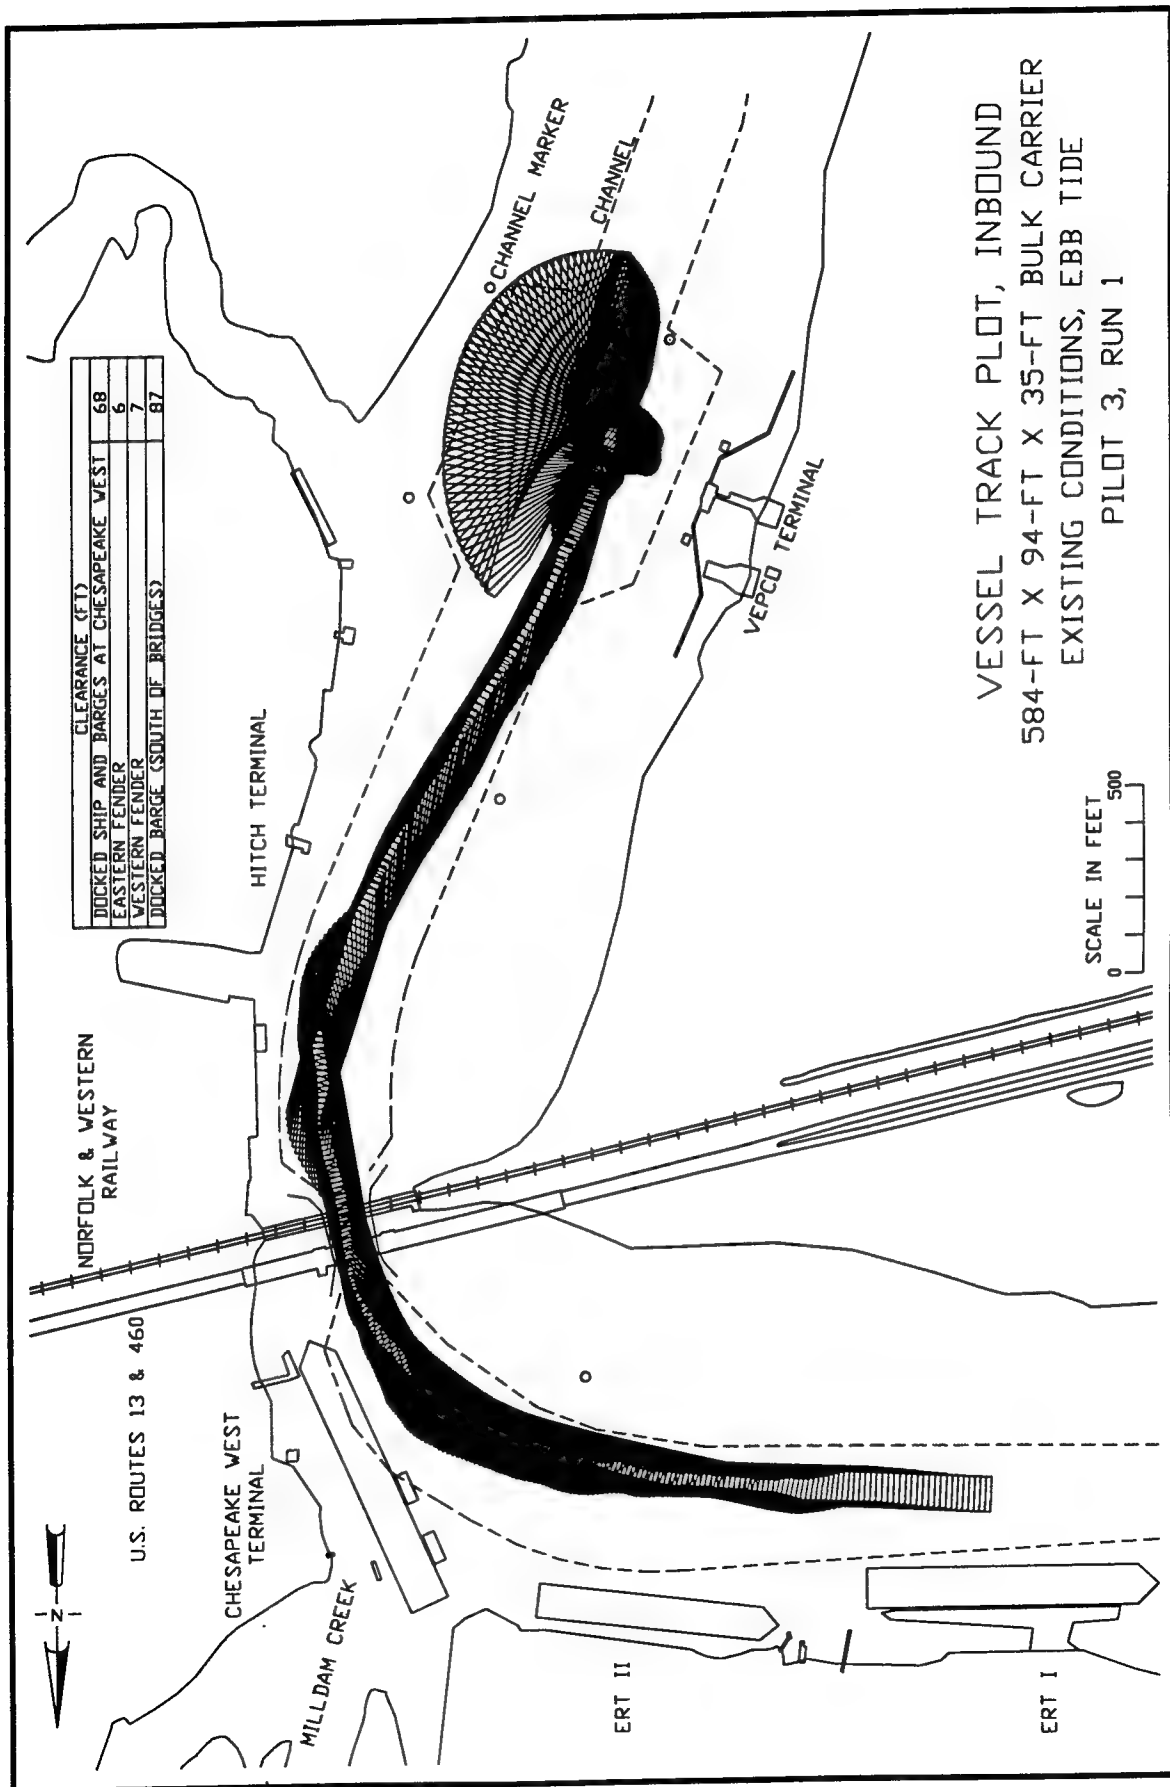 CLEARANCE (FT)
DOCKED SHIP AND BARGES AT CHESAPEAKE WEST 68
EASTERN FENDER 6
WESTERN FENDER 7
DOCKED BARGE (SOUTH OF BRIDGES) 87
N
NORFOLK & WESTERN
RAILWAY
U.S. ROUTES 13 & 460
HITCH TERMINAL
CHANNEL MARKER
CHANNEL
CHESAPEAKE WEST
TERMINAL
MILLDAM CREEK
VEPCO TERMINAL
ERT II
ERT I
SCALE IN FEET
0 500
VESSEL TRACK PLOT, INBOUND
584-FT X 94-FT X 35-FT BULK CARRIER
EXISTING CONDITIONS, EBB TIDE
PILOT 3, RUN 1